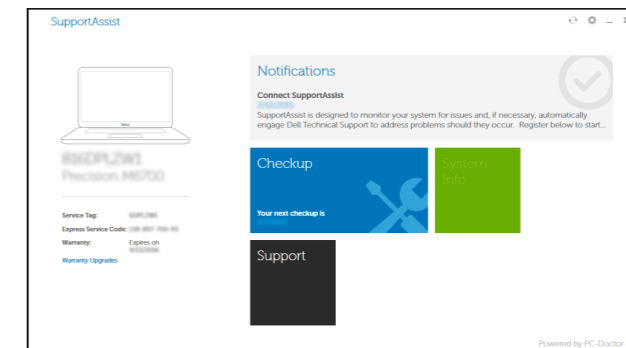 SupportAssist
Notifications
Connect SupportAssist
SupportAssist is designed to monitor your system for issues and, if necessary, automatically
engage Dell Technical Support to address problems should they occur. Register below to start...
DELL
Precision M6700
Checkup
System
Info
Your next checkup is
Service Tag:
Express Service Code:
Warranty: Expires on
Warranty Upgrades
Support
Powered by PC-Doctor